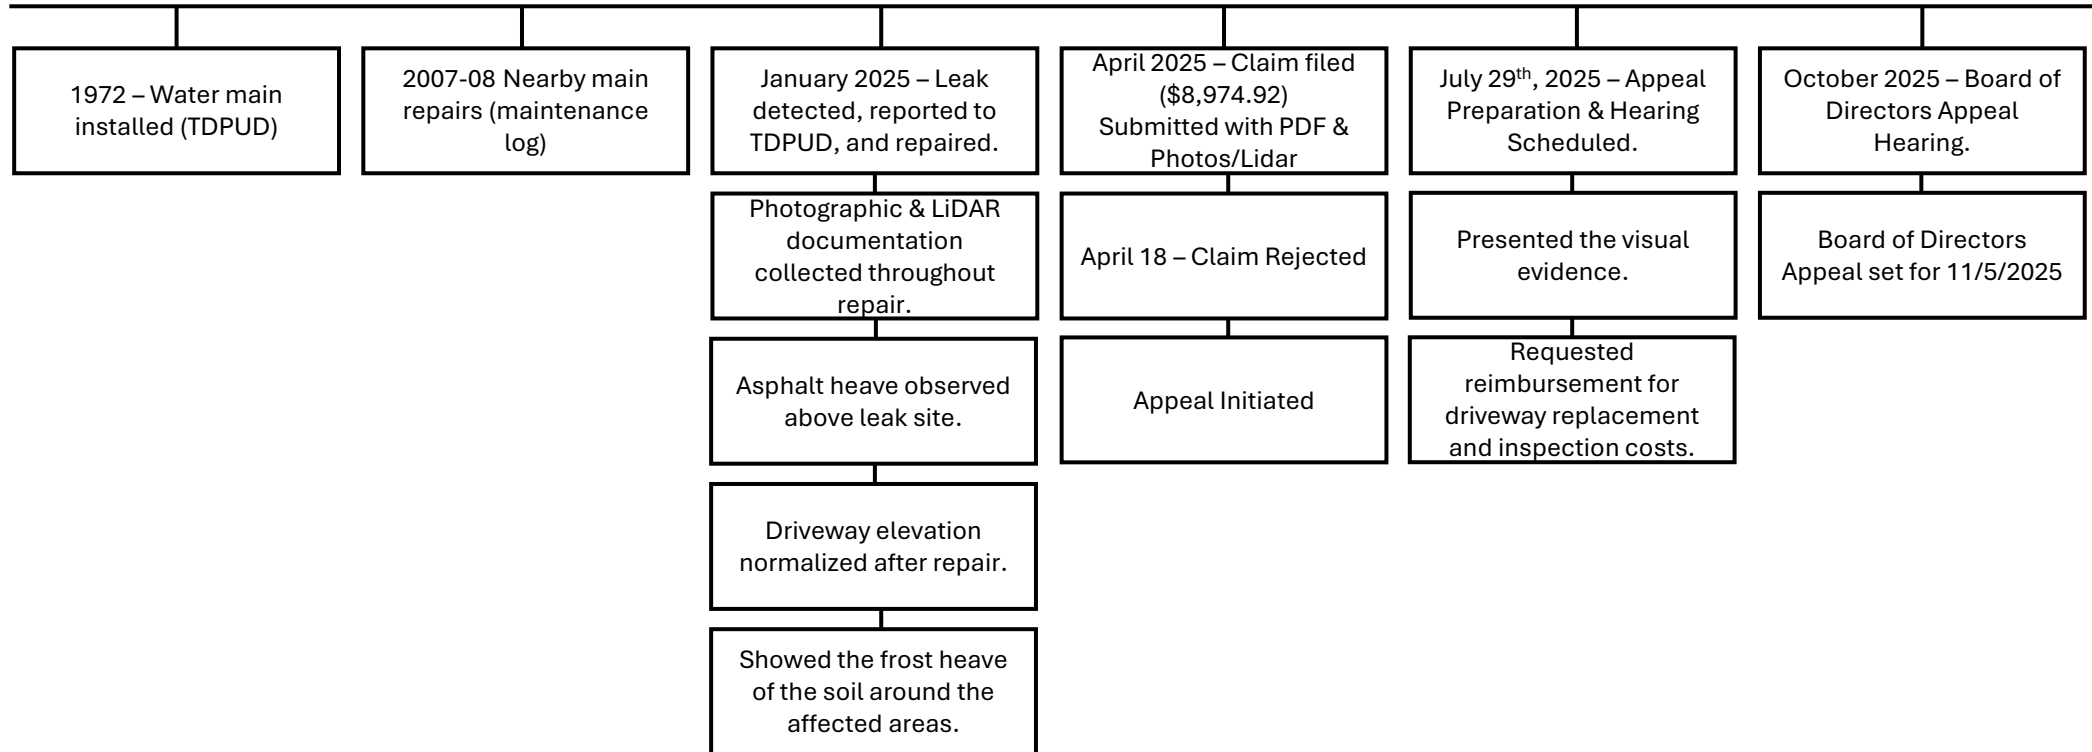 1972 – Water main
installed (TDPUD)
2007-08 Nearby main
repairs (maintenance
log)
January 2025 – Leak
detected, reported to
TDPUD, and repaired.
Photographic & LiDAR
documentation
collected throughout
repair.
Asphalt heave observed
above leak site.
Driveway elevation
normalized after repair.
Showed the frost heave
of the soil around the
affected areas.
April 2025 – Claim filed
($8,974.92)
Submitted with PDF &
Photos/Lidar
April 18 – Claim Rejected
Appeal Initiated
July 29th, 2025 – Appeal
Preparation & Hearing
Scheduled.
Presented the visual
evidence.
Requested
reimbursement for
driveway replacement
and inspection costs.
October 2025 – Board of
Directors Appeal
Hearing.
Board of Directors
Appeal set for 11/5/2025